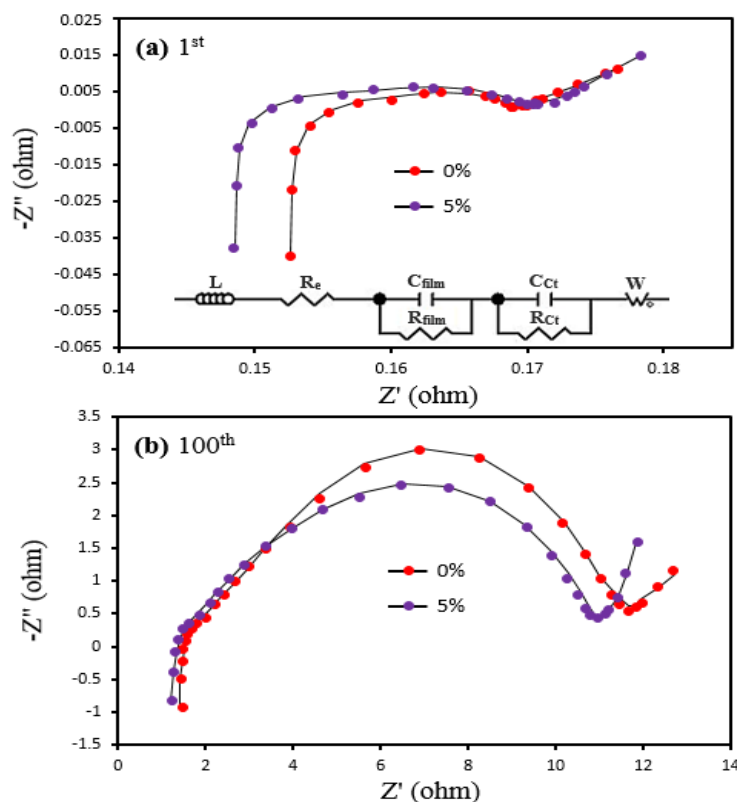 (a) 1st
0.025
0.015
0.005
-0.005
-0.015
-0.025
-0.035
-0.045
-0.055
-0.065
-Z" (ohm)
0%
5%
L
Re
Cfilm
Rfilm
CCt
RCt
W
0.14
0.15
0.16
0.17
0.18
Z' (ohm)
(b) 100th
3.5
3
2.5
2
1.5
1
0.5
0
-0.5
-1
-1.5
-Z" (ohm)
0%
5%
0
2
4
6
8
10
12
14
Z' (ohm)